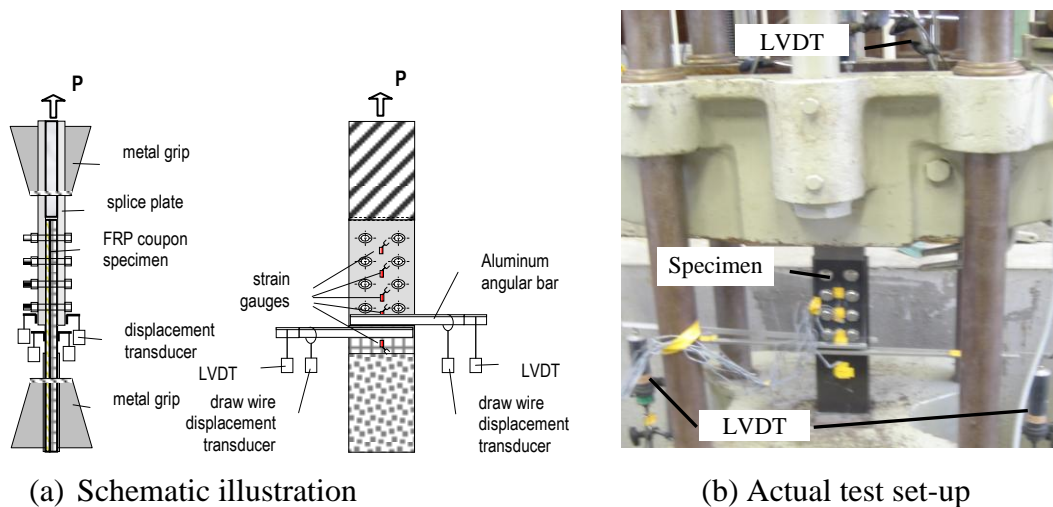 P
metal grip
splice plate
FRP coupon
specimen
displacement
transducer
metal grip
P
strain
gauges
Aluminum
angular bar
LVDT
draw wire
displacement
transducer
LVDT
draw wire
displacement
transducer
LVDT
Specimen
LVDT
(a) Schematic illustration
(b) Actual test set-up